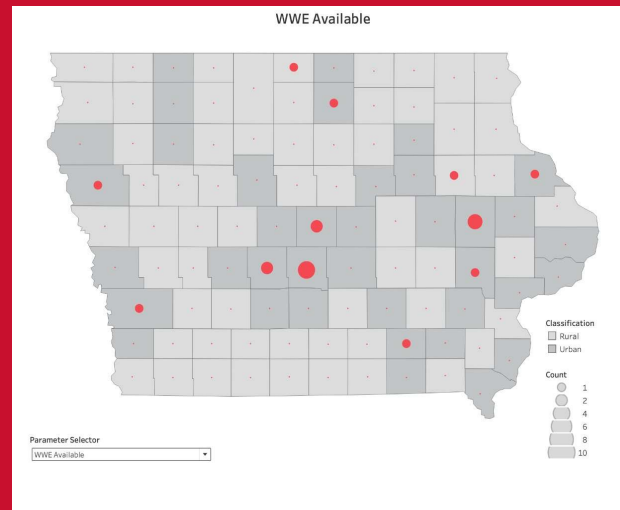 WWE Available
Classification
Rural
Urban
Count
1
2
4
6
8
10
Parameter Selector
WWE Available